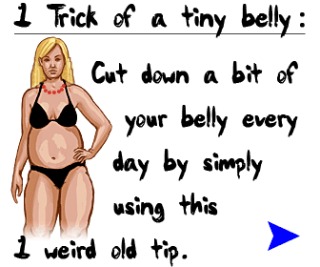 1 Trick of a tiny belly :
Cut down a bit of
your belly every
day by simply
using this
1 weird old tip.